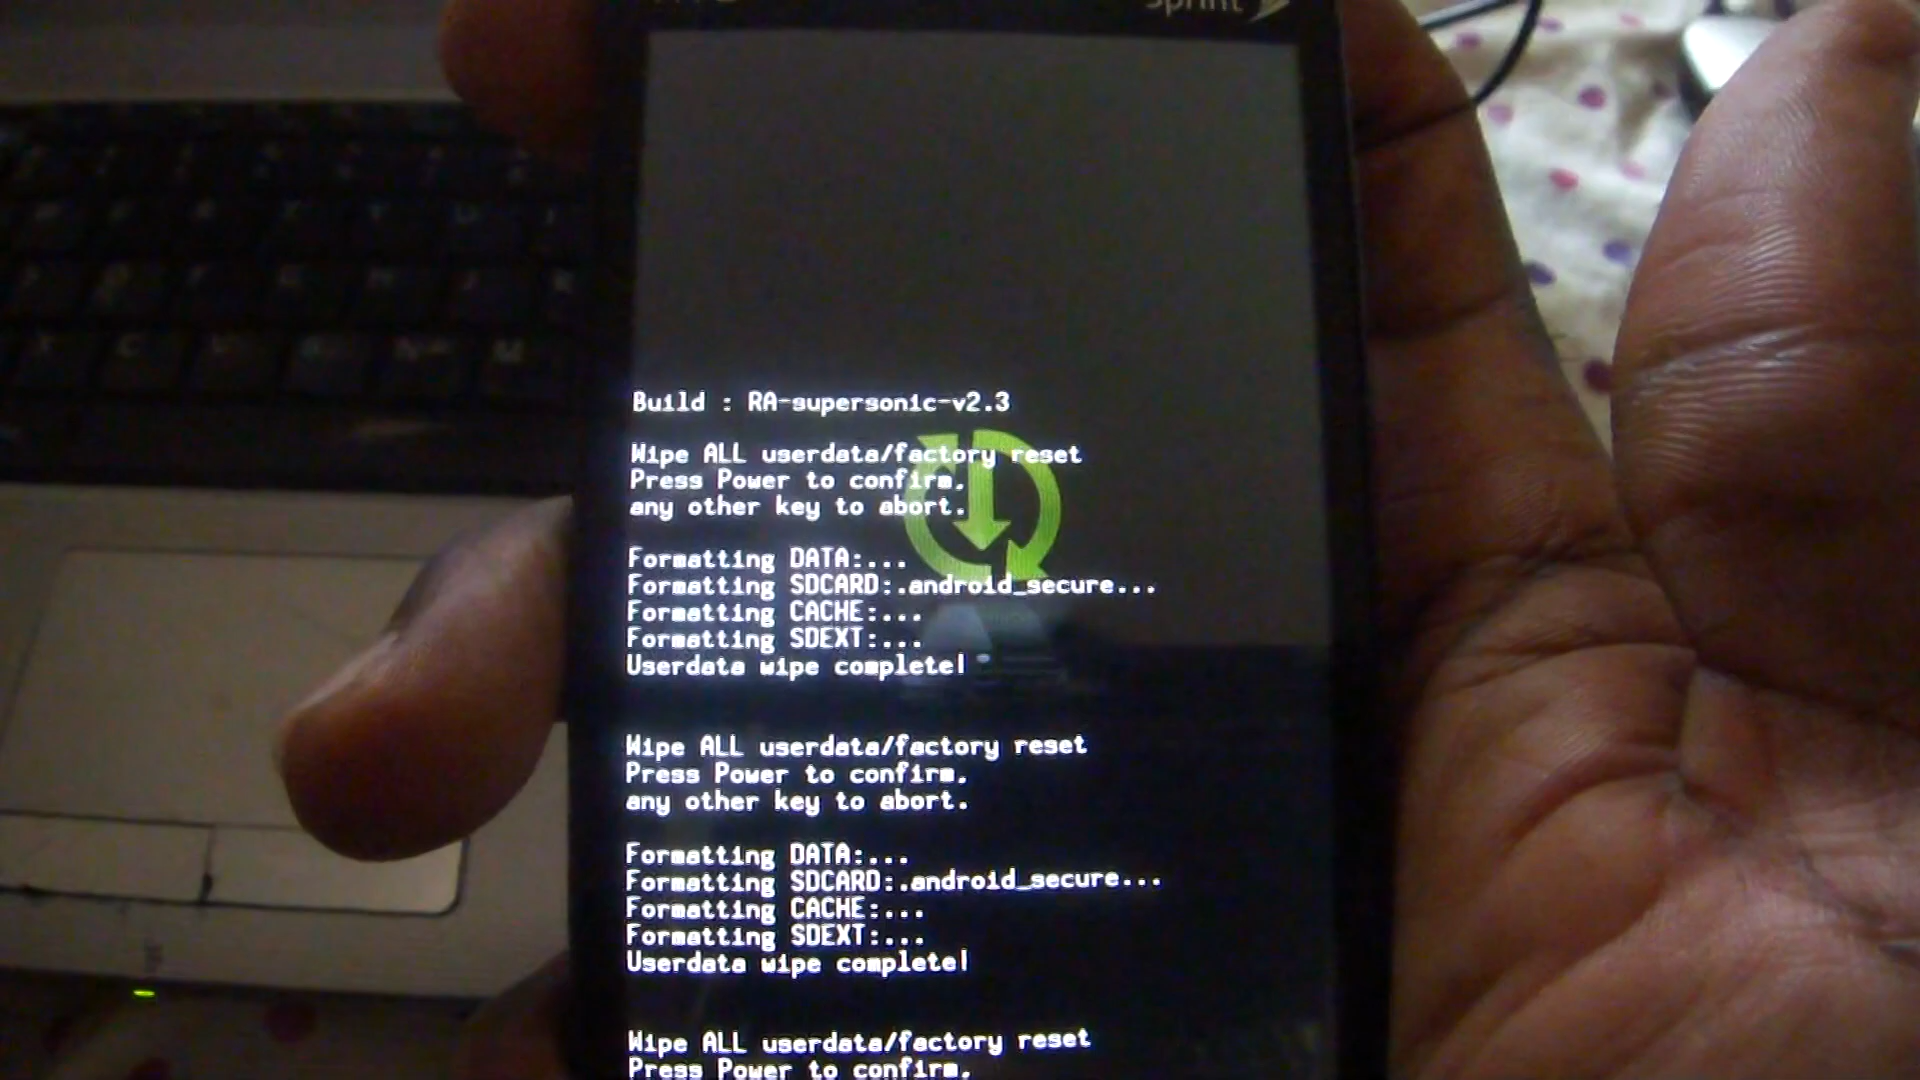 Sprint
Build : RA-supersonic-v2.3
Wipe ALL userdata/factory reset
Press Power to confirm,
any other key to abort.
Formatting DATA:...
Formatting SDCARD:.android_secure...
Formatting CACHE:...
Formatting SDEXT:...
Userdata wipe complete!
Wipe ALL userdata/factory reset
Press Power to confirm,
any other key to abort.
Formatting DATA:...
Formatting SDCARD:.android_secure...
Formatting CACHE:...
Formatting SDEXT:...
Userdata wipe complete!
Wipe ALL userdata/factory reset
Press Power to confirm,